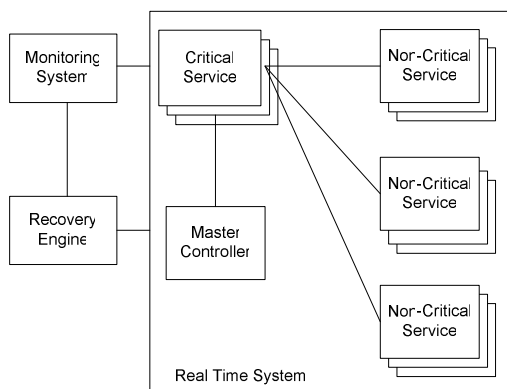 Monitoring
System
Critical
Service
Non-Critical
Service
Non-Critical
Service
Recovery
Engine
Master
Controller
Non-Critical
Service
Real Time System